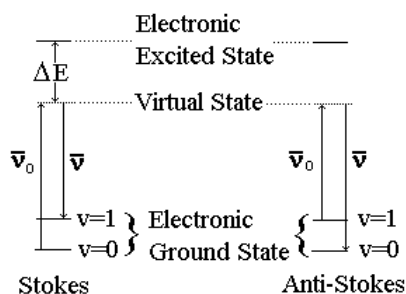 Electronic
Excited State
ΔE
Virtual State
ν̄₀ ν̄ ν̄₀ ν̄
v=1 } Electronic { v=1
v=0 Ground State v=0
Stokes Anti-Stokes